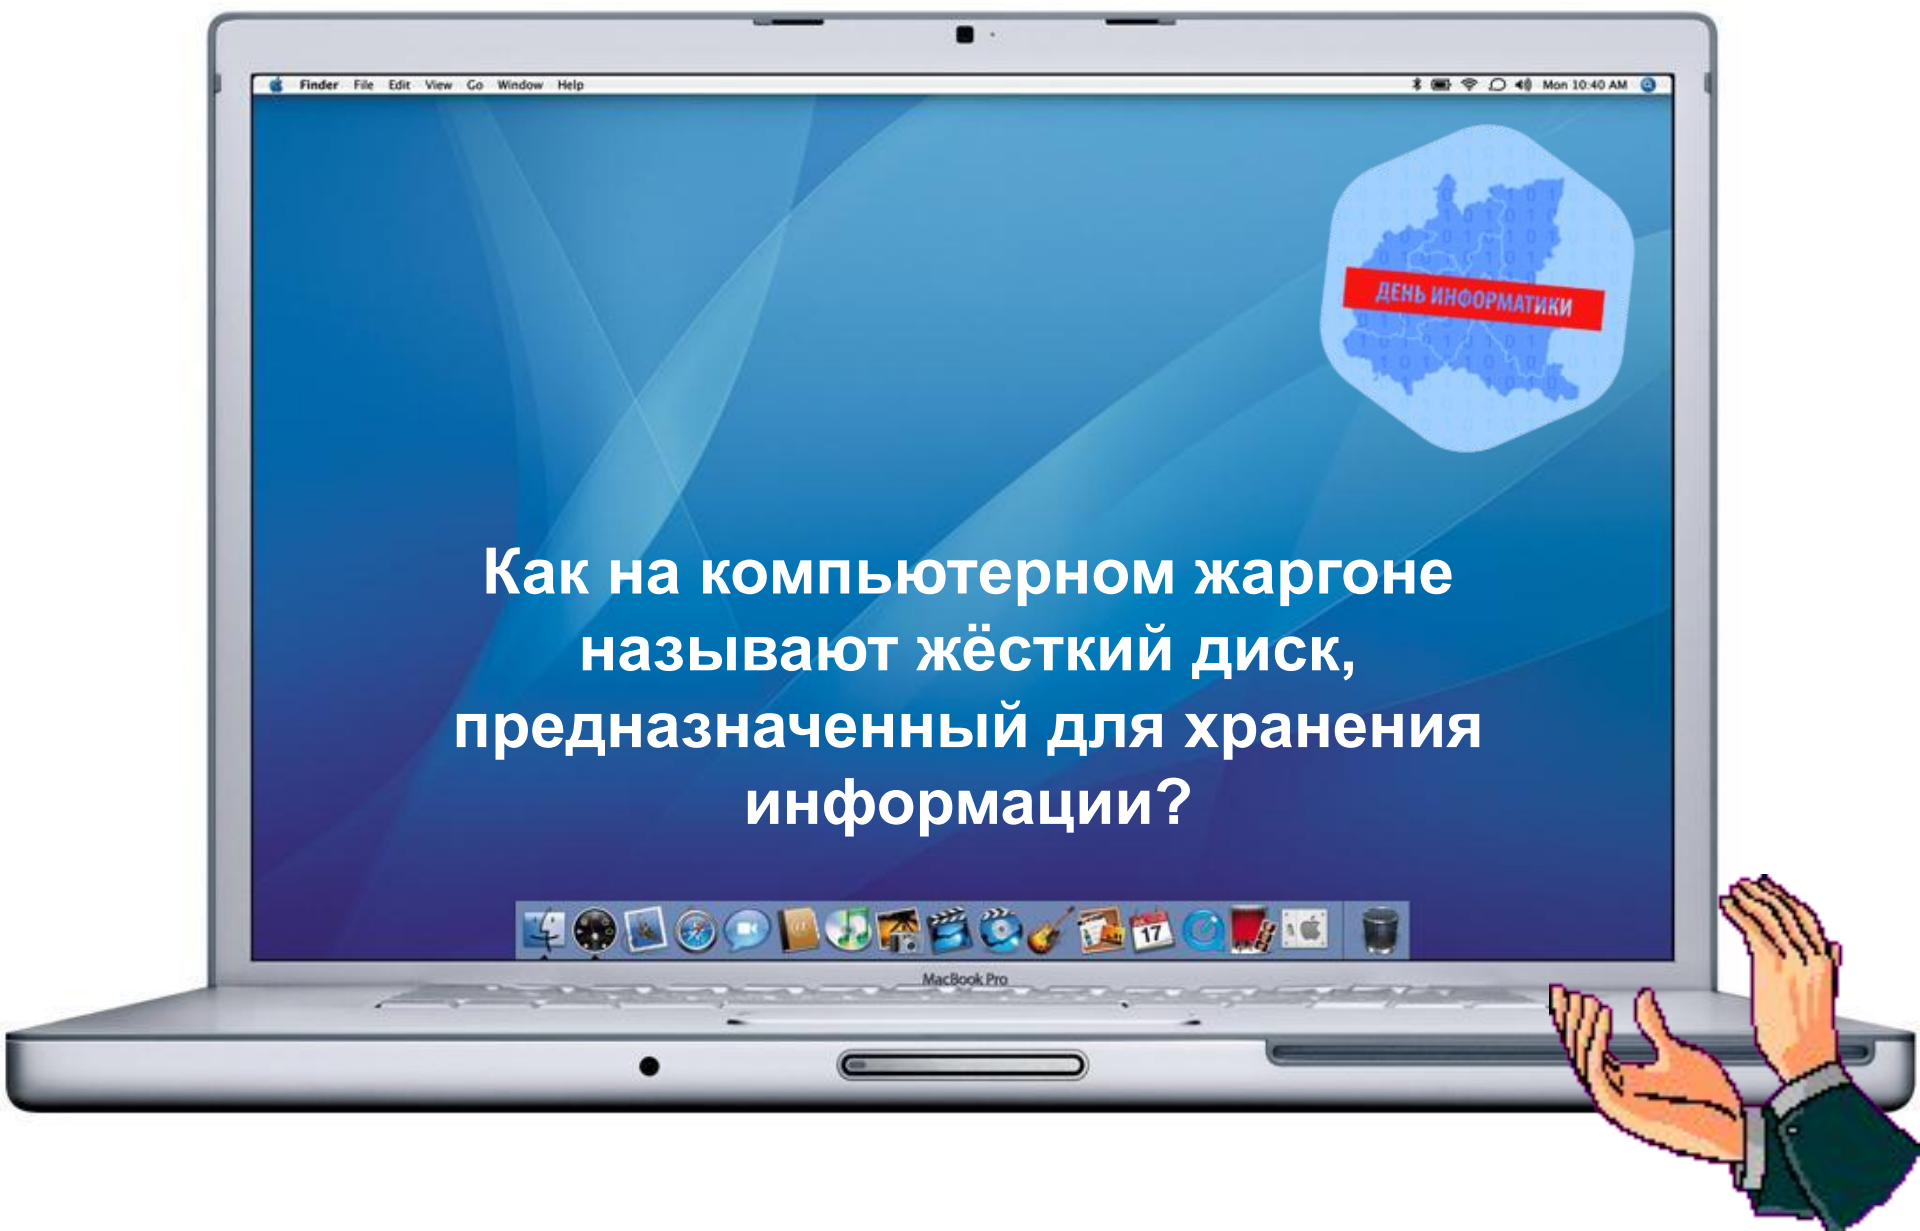 Finder File Edit View Go Window Help
Mon 10:40 AM
ДЕНЬ ИНФОРМАТИКИ
Как на компьютерном жаргоне
называют жёсткий диск,
предназначенный для хранения
информации?
17
MacBook Pro